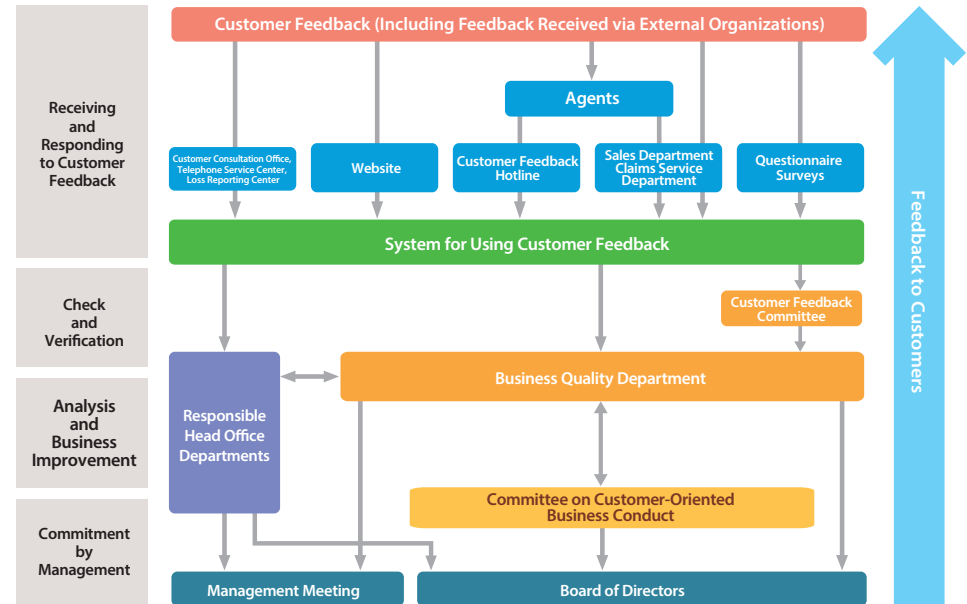 Customer Feedback (Including Feedback Received via External Organizations)
Receiving
and
Responding
to Customer
Feedback
Agents
Customer Consultation Office,
Telephone Service Center,
Loss Reporting Center
Website
Customer Feedback
Hotline
Sales Department
Claims Service
Department
Questionnaire
Surveys
System for Using Customer Feedback
Feedback to Customers
Check
and
Verification
Customer Feedback
Committee
Business Quality Department
Analysis
and
Business
Improvement
Responsible
Head Office
Departments
Committee on Customer-Oriented
Business Conduct
Commitment
by
Management
Management Meeting
Board of Directors